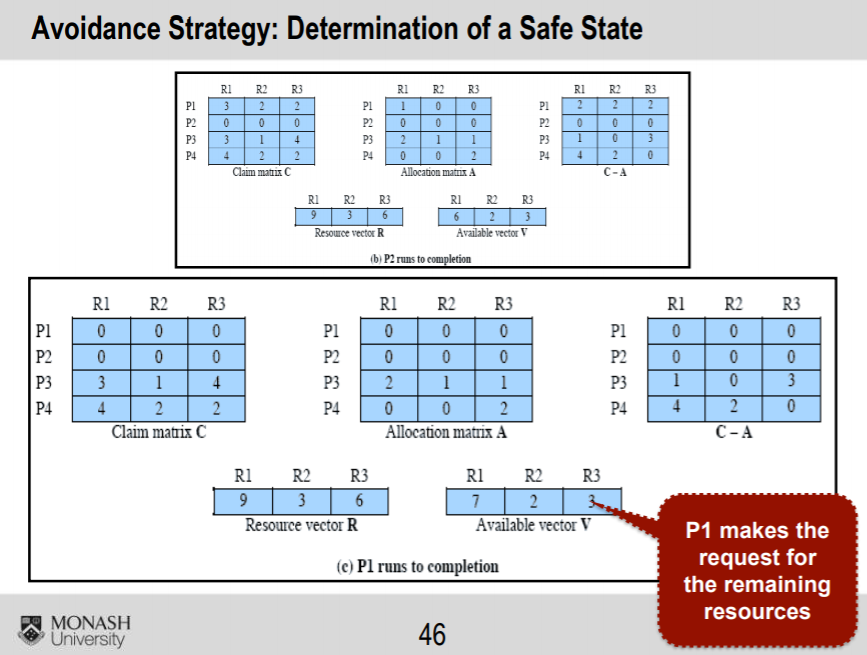 Avoidance Strategy: Determination of a Safe State
R1 R2 R3 R1 R2 R3 R1 R2 R3
P1 3 2 2 P1 1 0 0 P1 2 2 2
P2 0 0 0 P2 0 0 0 P2 0 0 0
P3 3 1 4 P3 2 1 1 P3 1 0 3
P4 4 2 2 P4 0 0 2 P4 4 2 0
Claim matrix C Allocation matrix A C – A
R1 R2 R3 R1 R2 R3
9 3 6 6 2 3
Resource vector R Available vector V
(b) P2 runs to completion
R1 R2 R3 R1 R2 R3 R1 R2 R3
P1 0 0 0 P1 0 0 0 P1 0 0 0
P2 0 0 0 P2 0 0 0 P2 0 0 0
P3 3 1 4 P3 2 1 1 P3 1 0 3
P4 4 2 2 P4 0 0 2 P4 4 2 0
Claim matrix C Allocation matrix A C – A
R1 R2 R3 R1 R2 R3
9 3 6 7 2 3
Resource vector R Available vector V
(c) P1 runs to completion
P1 makes the
request for
the remaining
resources
MONASH
University
46